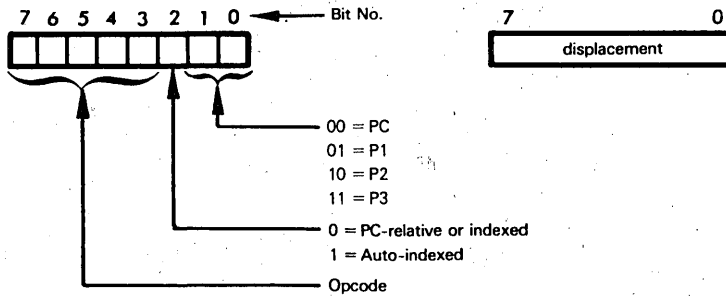 7 6 5 4 3 2 1 0 Bit No.
7 0
displacement
00 = PC
01 = P1
10 = P2
11 = P3
0 = PC-relative or indexed
1 = Auto-indexed
Opcode